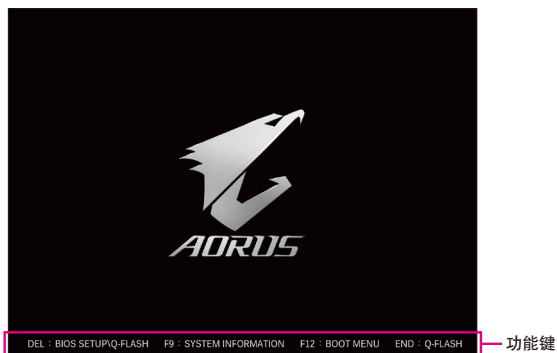 AORUS
DEL : BIOS SETUP\Q-FLASH F9 : SYSTEM INFORMATION F12 : BOOT MENU END : Q-FLASH
功能键